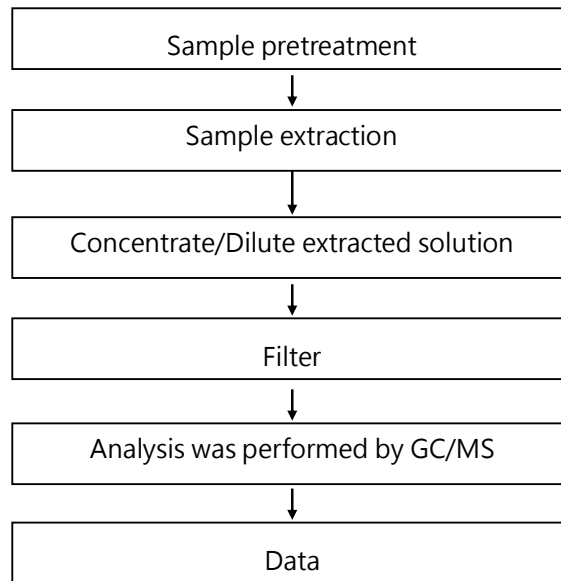 Sample pretreatment
Sample extraction
Concentrate/Dilute extracted solution
Filter
Analysis was performed by GC/MS
Data